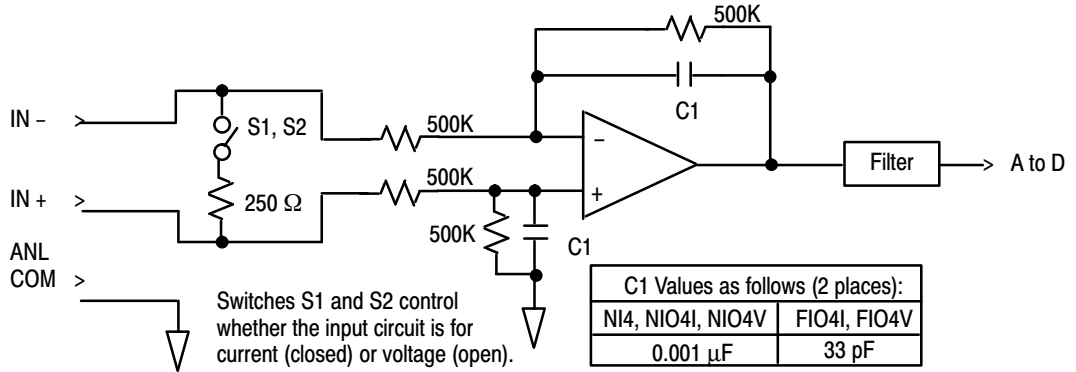 500K
C1
IN –
S1, S2
500K
–
Filter
A to D
500K
+
IN +
250 Ω
500K
C1
ANL
COM
Switches S1 and S2 control
whether the input circuit is for
current (closed) or voltage (open).
C1 Values as follows (2 places):
NI4, NIO4I, NIO4V FIO4I, FIO4V
0.001 μF 33 pF